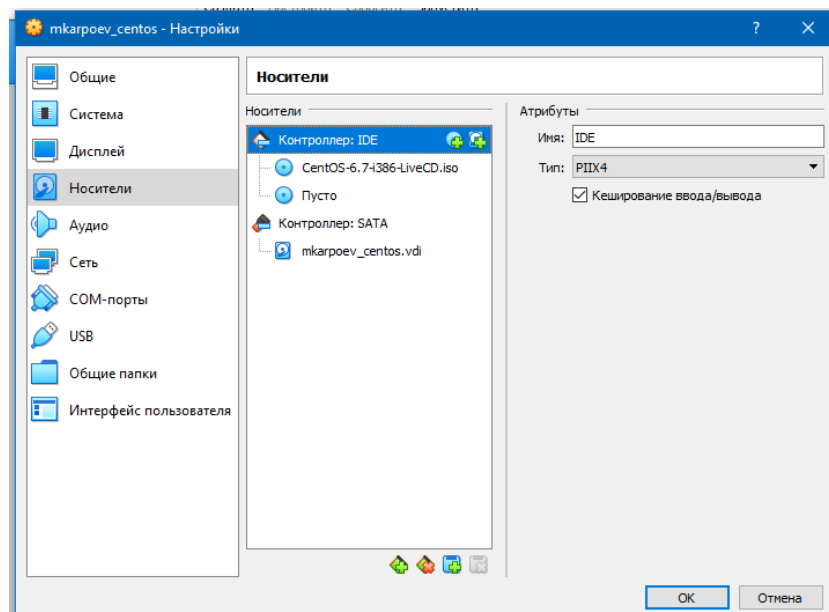 mkarpoev_centos - Настройки
?
Общие
Система
Дисплей
Носители
Аудио
Сеть
COM-порты
USB
Общие папки
Интерфейс пользователя
Носители
Носители
Контроллер: IDE
CentOS-6.7-i386-LiveCD.iso
Пусто
Контроллер: SATA
mkarpoev_centos.vdi
Атрибуты
Имя: IDE
Тип: PIIX4
Кеширование ввода/вывода
OK
Отмена